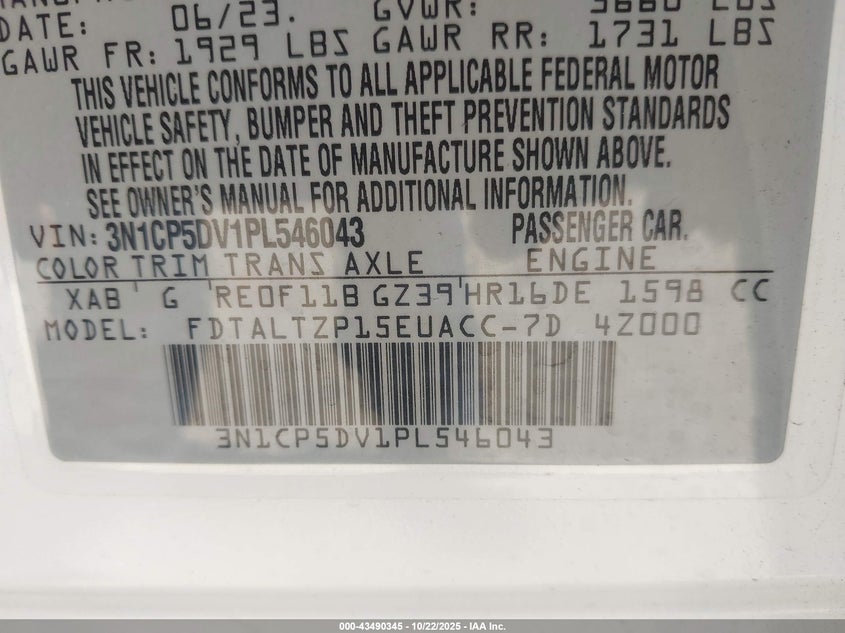 DATE: 06/23. GVWR: 3660 LBS
GAWR FR: 1929 LBS GAWR RR: 1731 LBS
THIS VEHICLE CONFORMS TO ALL APPLICABLE FEDERAL MOTOR
VEHICLE SAFETY, BUMPER AND THEFT PREVENTION STANDARDS
IN EFFECT ON THE DATE OF MANUFACTURE SHOWN ABOVE.
SEE OWNER'S MANUAL FOR ADDITIONAL INFORMATION.
VIN: 3N1CP5DV1PL546043 PASSENGER CAR.
COLOR TRIM TRANS AXLE ENGINE
XAB G RE0F11B GZ39 HR16DE 1598 CC
MODEL: FDTALTZP15EUACC-7D 4Z000
3N1CP5DV1PL546043
000-43490345 - 10/22/2025 - IAA Inc.